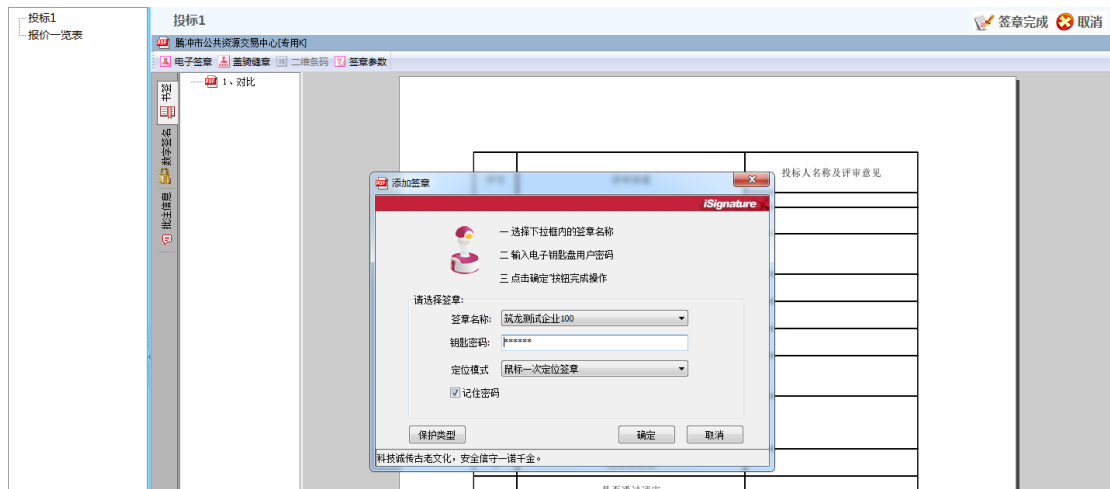 投标1
报价一览表
投标1
签章完成
取消
腾冲市公共资源交易中心[专用K]
电子签章 盖骑缝章 二维条码 签章参数
书签
数字签名
批注信息
1、对比
投标人名称及评审意见
添加签章
iSignature
一 选择下拉框内的签章名称
二 输入电子钥匙盘用户密码
三 点击确定"按钮完成操作
请选择签章:
签章名称: 筑龙测试企业100
钥匙密码: ******
定位模式 鼠标一次定位签章
记住密码
保护类型 确定 取消
科技诚传古老文化，安全信守一诺千金。